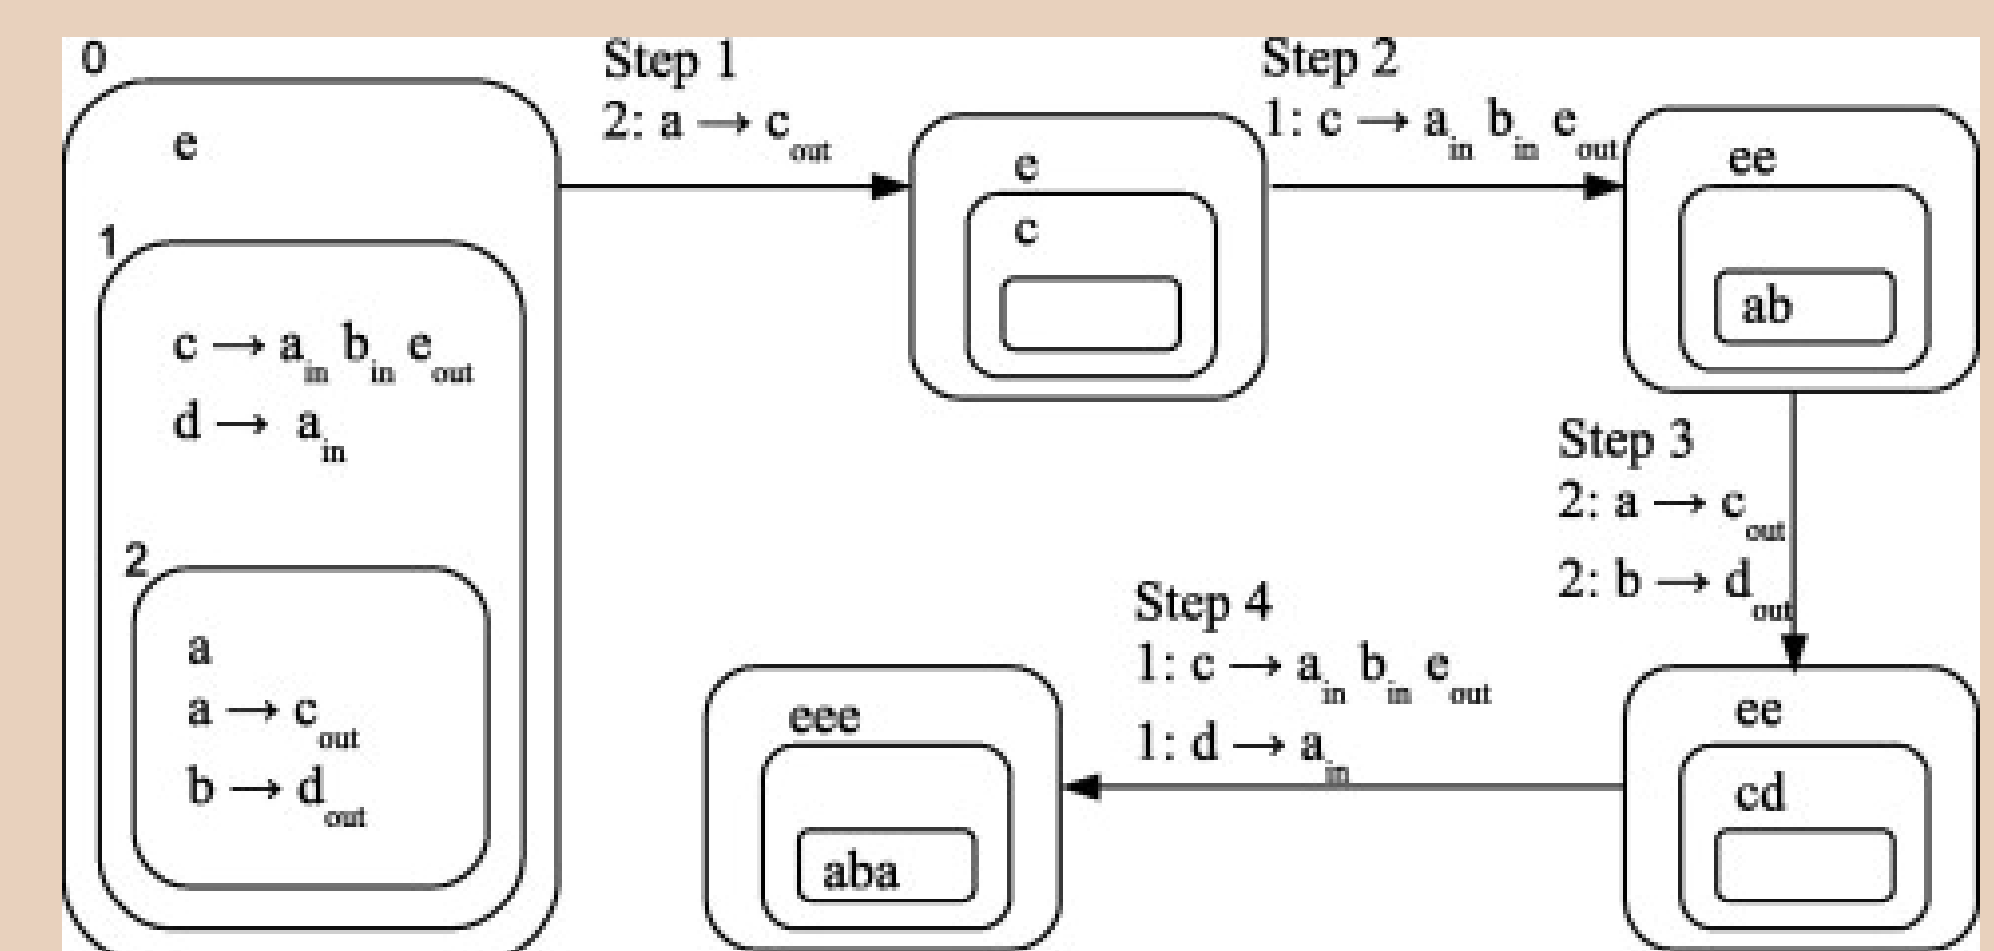 0
e
1
c → a_in b_in e_out
d → a_in
2
a
a → c_out
b → d_out
Step 1
2: a → c_out
e
c
Step 2
1: c → a_in b_in e_out
ee
ab
Step 3
2: a → c_out
2: b → d_out
ee
cd
Step 4
1: c → a_in b_in e_out
1: d → a_in
eee
aba